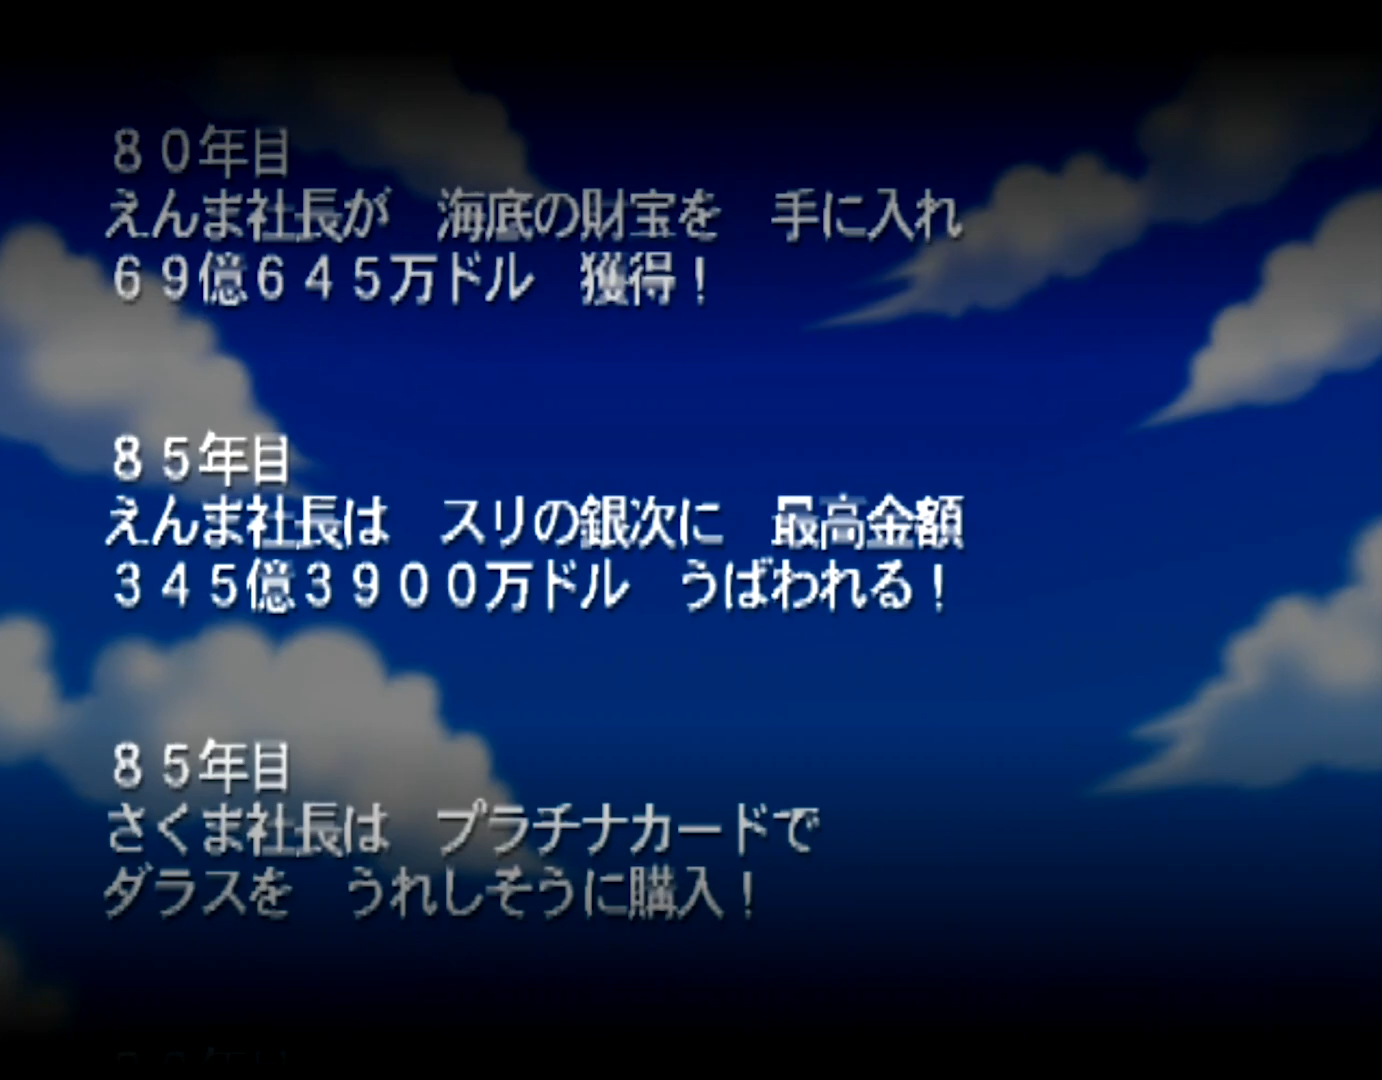 ８０年目
えんま社長が　海底の財宝を　手に入れ
６９億６４５万ドル　獲得！
８５年目
えんま社長は　スリの銀次に　最高金額
３４５億３９００万ドル　うばわれる！
８５年目
さくま社長は　プラチナカードで
ダラスを　うれしそうに購入！